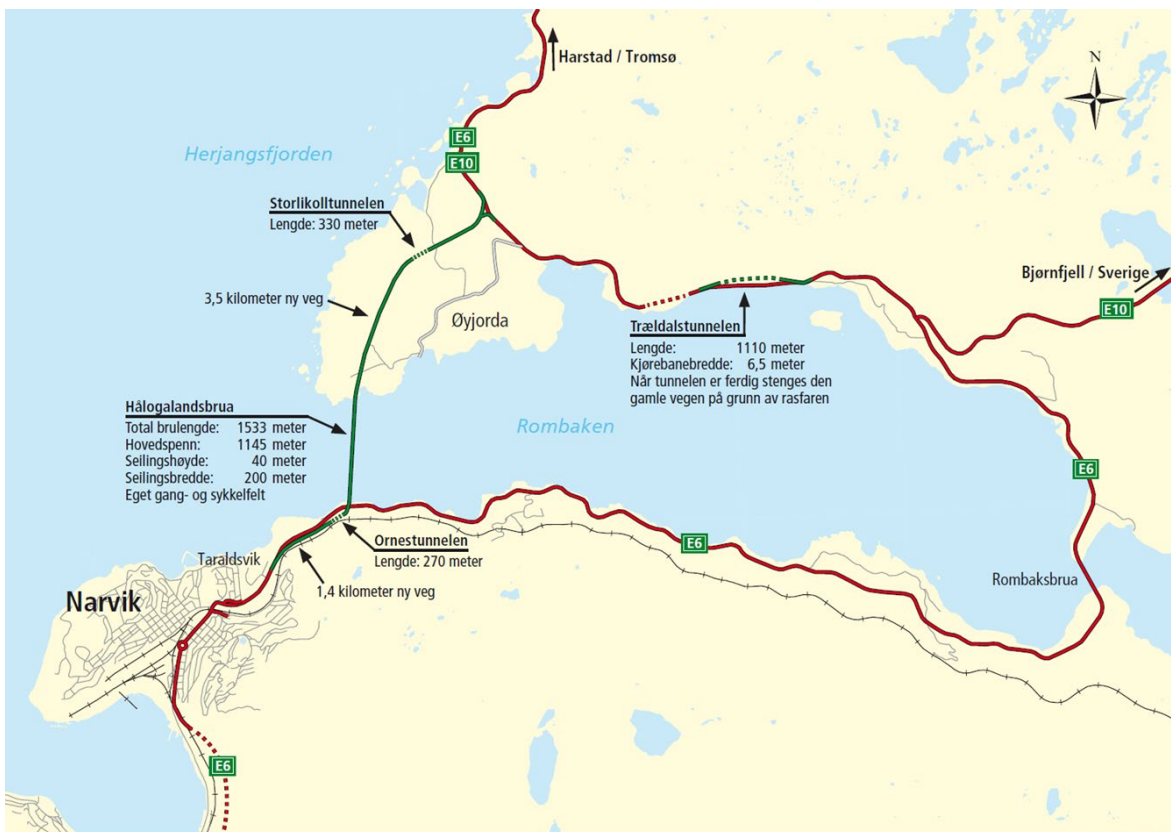 Harstad / Tromsø
N
E6
E10
Herjangsfjorden
Storlikolltunnelen
Lengde: 330 meter
3,5 kilometer ny veg
Øyjorda
Bjørnfjell / Sverige
E10
Trældalstunnelen
Lengde: 1110 meter
Kjørebanebredde: 6,5 meter
Når tunnelen er ferdig stenges den
gamle vegen på grunn av rasfaren
Hålogalandsbrua
Total brulengde: 1533 meter
Hovedspenn: 1145 meter
Seilingshøyde: 40 meter
Seilingsbredde: 200 meter
Eget gang- og sykkelfelt
Rombaken
E6
Ornestunnelen
Lengde: 270 meter
E6
Taraldsvik
1,4 kilometer ny veg
Rombaksbrua
Narvik
E6